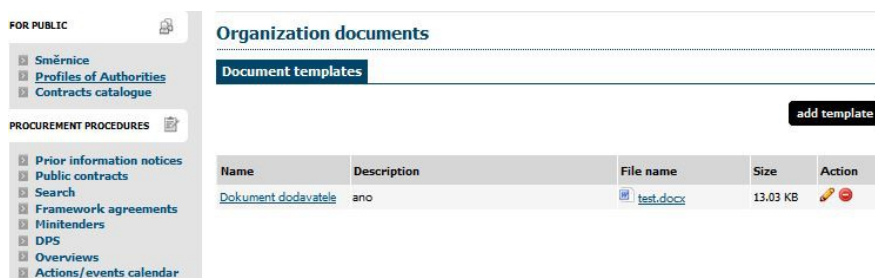 FOR PUBLIC
Směrnice
Profiles of Authorities
Contracts catalogue
PROCUREMENT PROCEDURES
Prior information notices
Public contracts
Search
Framework agreements
Minitenders
DPS
Overviews
Actions/events calendar
Organization documents
Document templates
add template
Name Description File name Size Action
Dokument dodavatele ano test.docx 13.03 KB